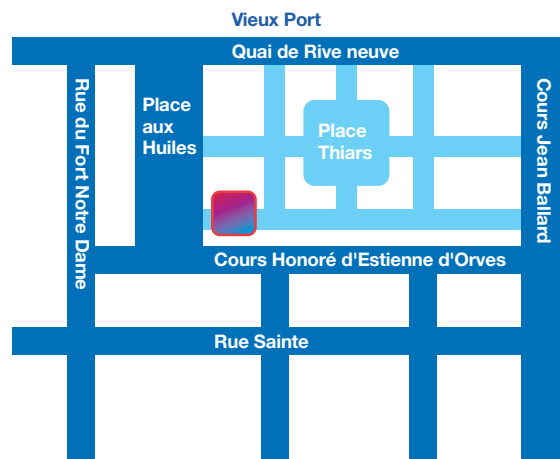 Vieux Port
Quai de Rive neuve
Rue du Fort Notre Dame
Place
aux
Huiles
Place
Thiars
Cours Jean Ballard
Cours Honoré d'Estienne d'Orves
Rue Sainte